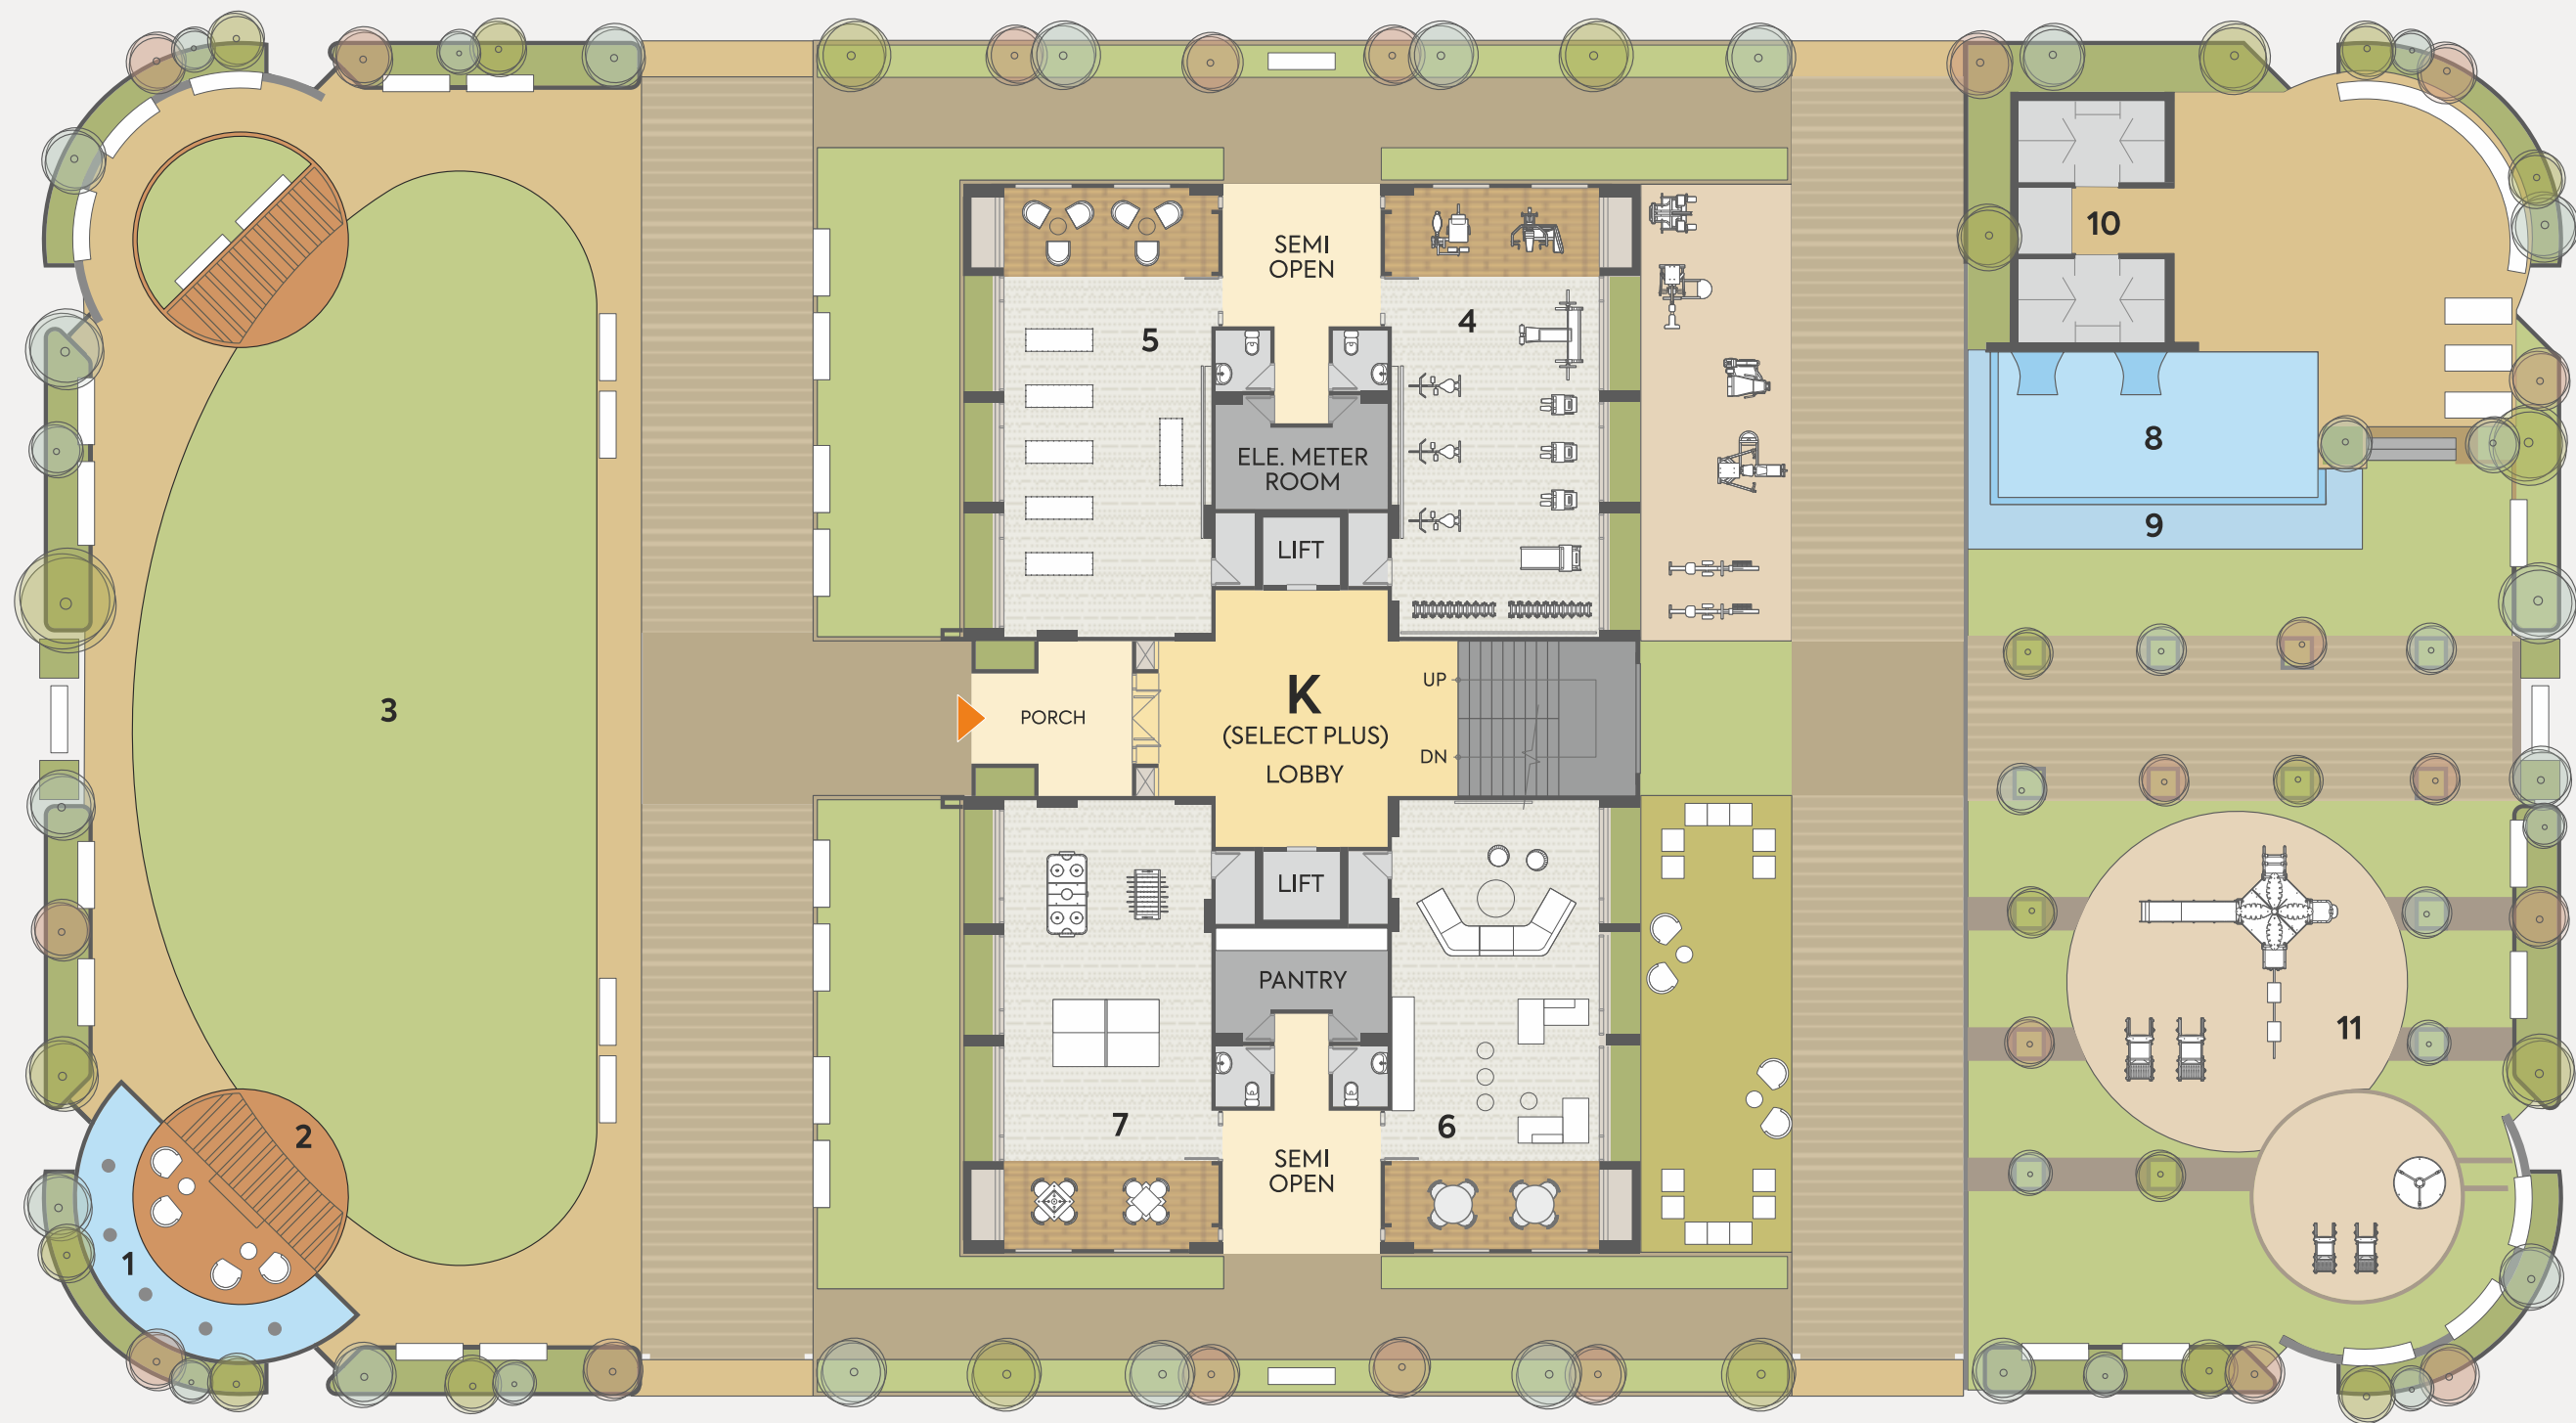 10
SEMI
OPEN
5
4
8
ELE. METER
ROOM
9
LIFT
3
PORCH
K
(SELECT PLUS)
LOBBY
UP
DN
LIFT
PANTRY
11
7
6
2
1
SEMI
OPEN